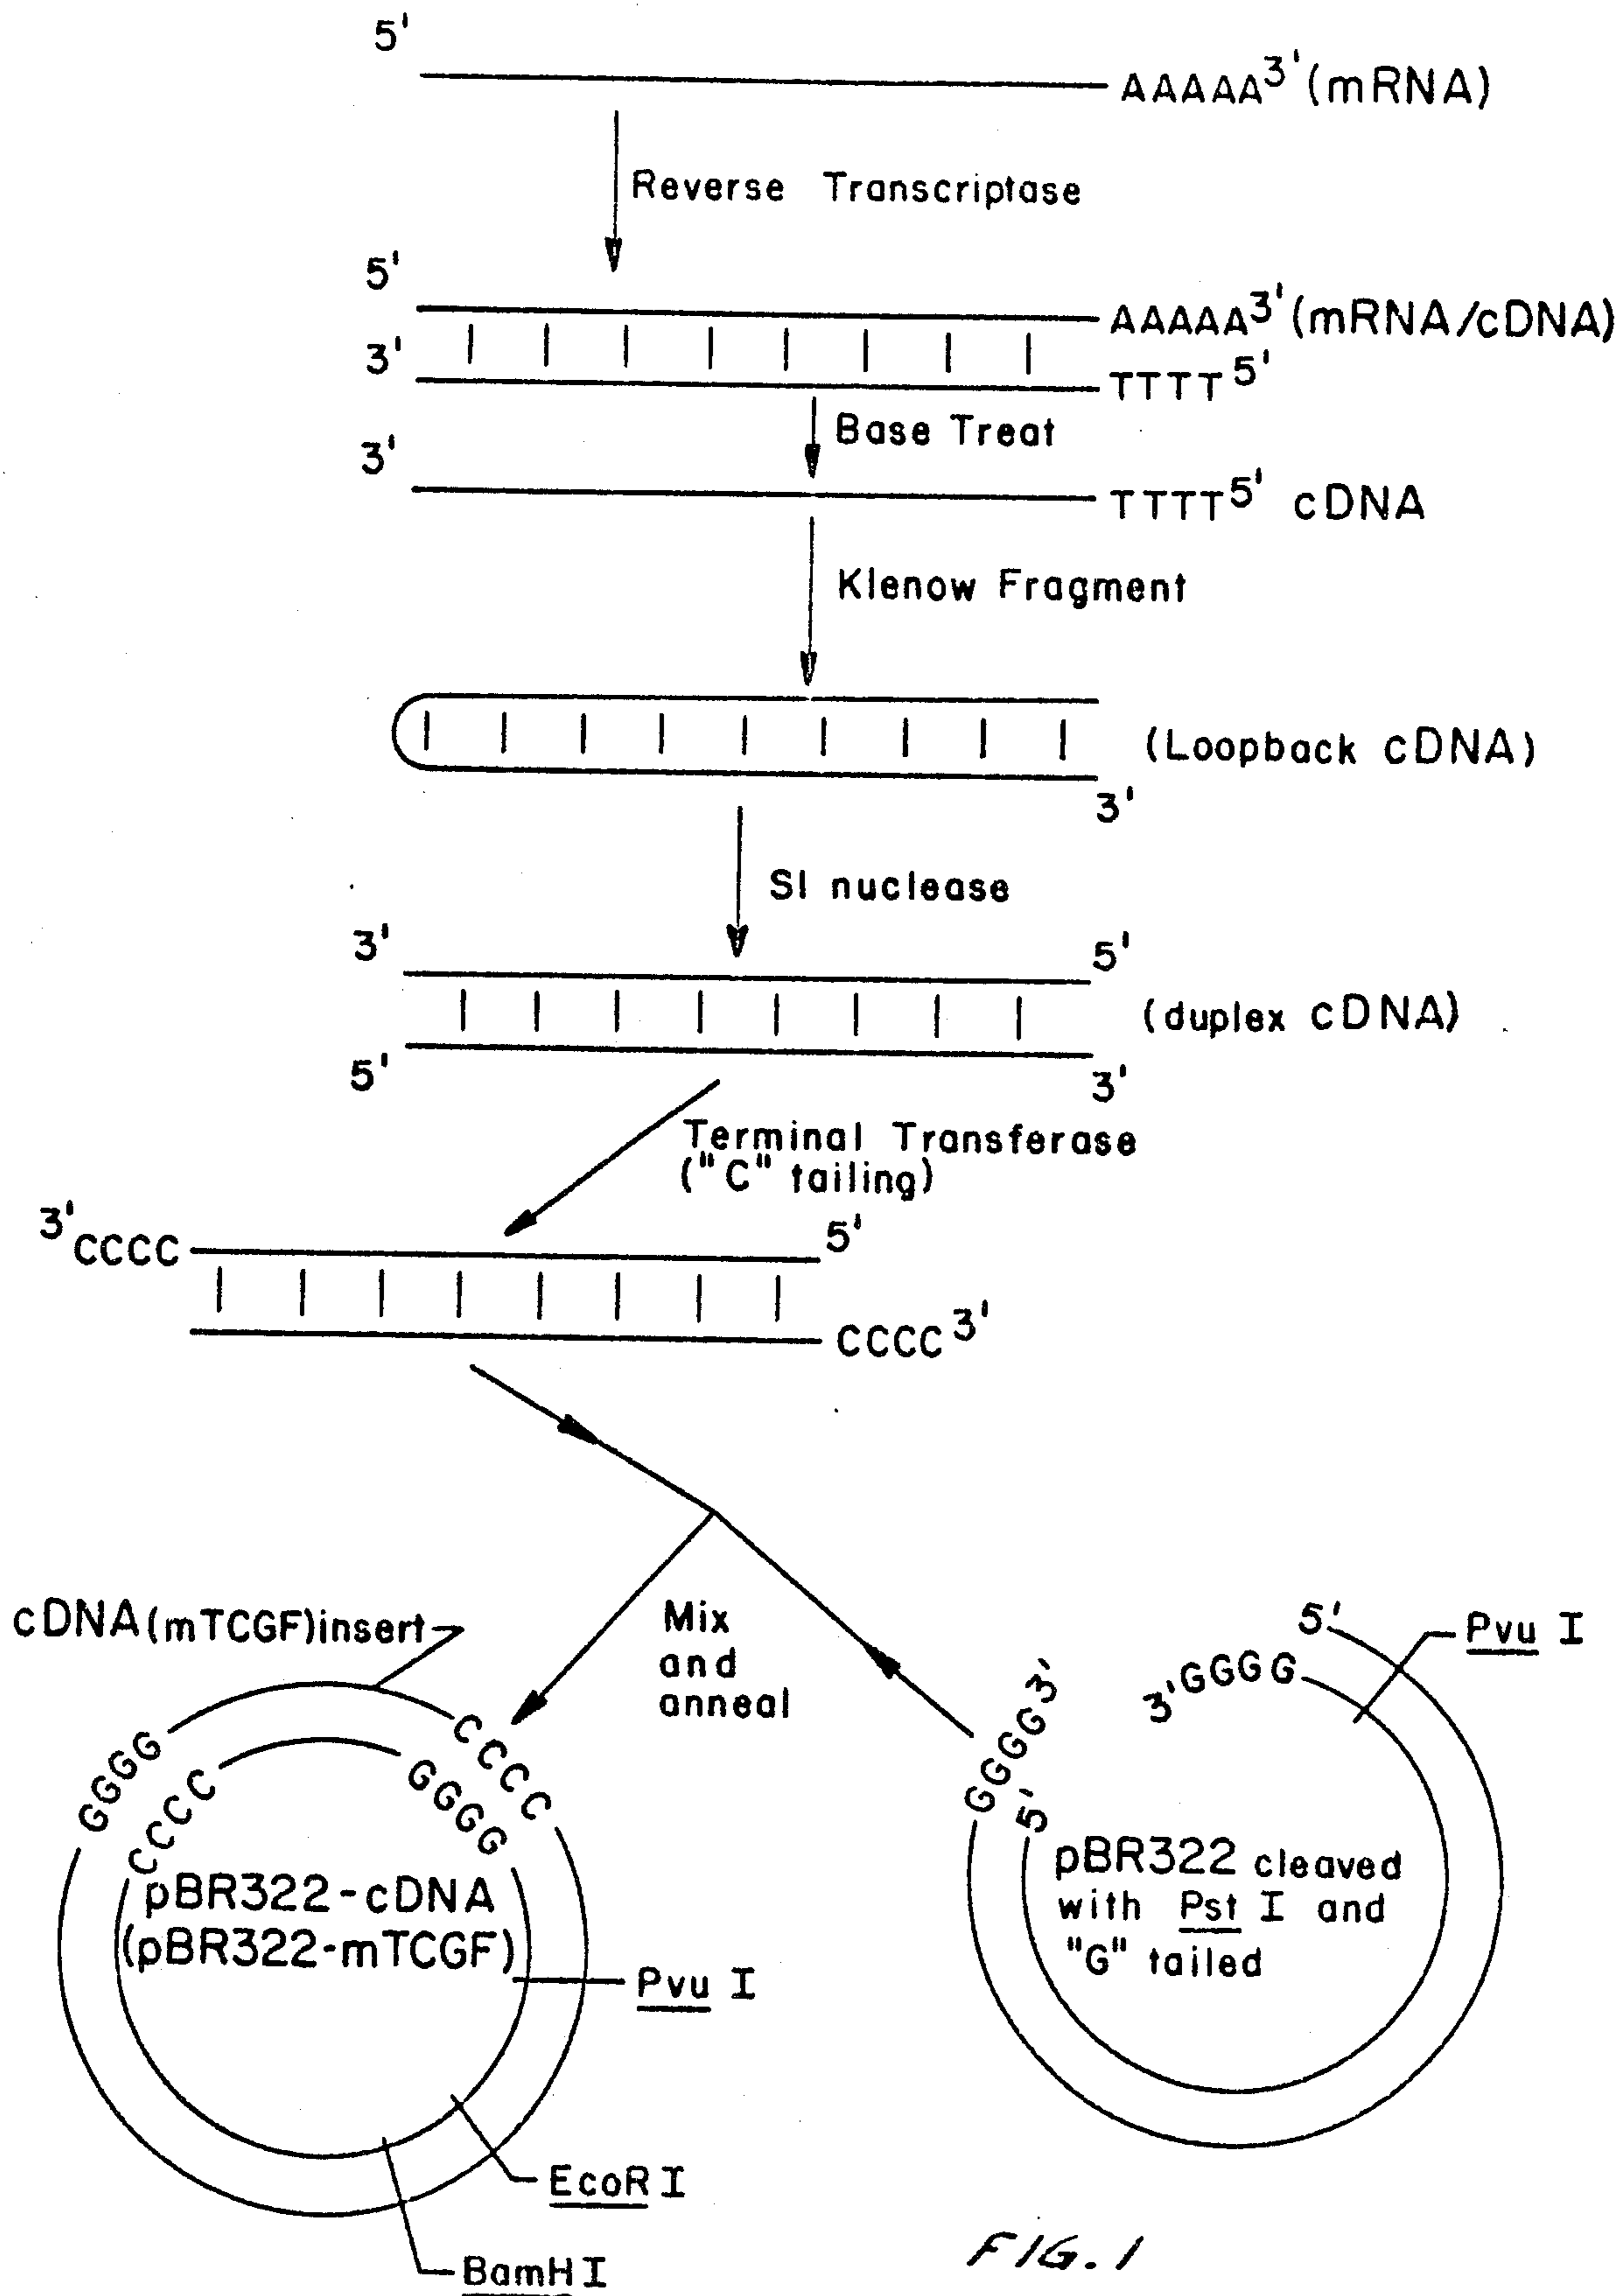 5'
AAAAA3' (mRNA)
Reverse Transcriptase
5'
AAAAA3' (mRNA/cDNA)
3'
TTTT5'
Base Treat
3'
TTTT5' cDNA
Klenow Fragment
(Loopback cDNA)
3'
S1 nuclease
3'
5'
(duplex cDNA)
5'
3'
Terminal Transferase
("C" tailing)
3'CCCC
5'
CCCC3'
cDNA(mTCGF)insert
Mix
and
anneal
5'
Pvu I
3'GGGG
GGGG3'
5'
GGGG
CCCC
CCCC
GGGG
pBR322-cDNA
(pBR322-mTCGF)
pBR322 cleaved
with Pst I and
"G" tailed
Pvu I
EcoR I
BamH I
FIG. 1